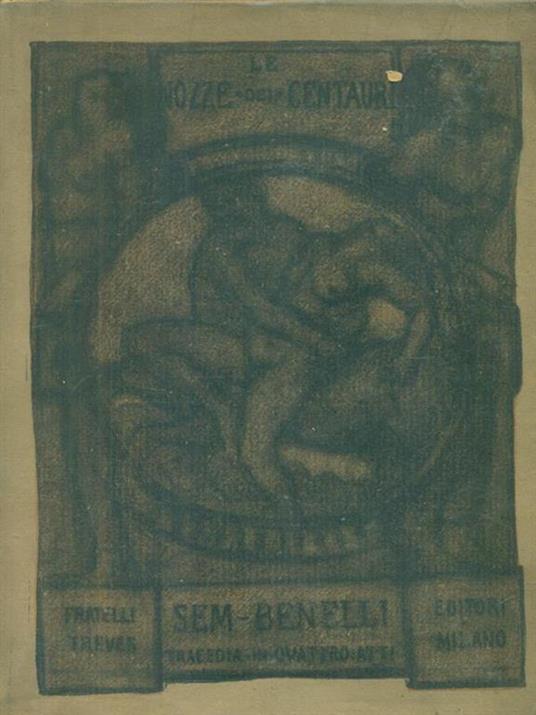 LE
NOZZE DEI CENTAURI
FRATELLI
TREVES
SEM-BENELLI
TRAGEDIA·IN·QUATTRO·ATTI
EDITORI
MILANO